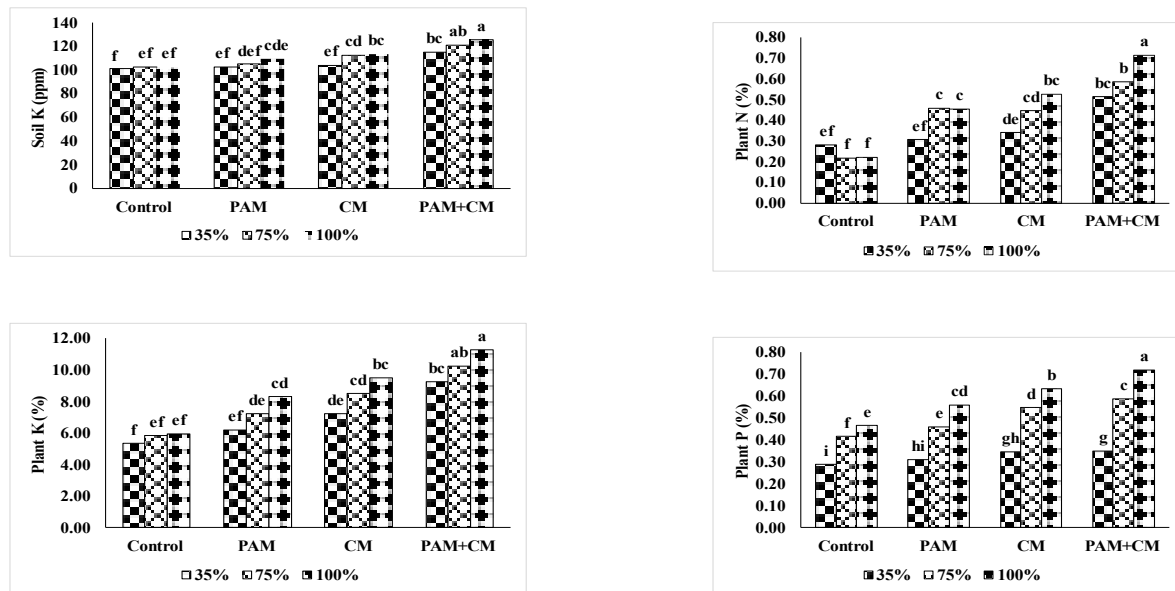 140
120
100
80
60
40
20
0
Soil K (ppm)
f ef ef ef def cde ef cd bc bc ab a
Control PAM CM PAM+CM
35% 75% 100%
0.80
0.70
0.60
0.50
0.40
0.30
0.20
0.10
0.00
Plant N (%)
ef f f ef c c de cd bc bc b a
Control PAM CM PAM+CM
35% 75% 100%
12.00
10.00
8.00
6.00
4.00
2.00
0.00
Plant K (%)
f ef ef ef de cd de cd bc bc ab a
Control PAM CM PAM+CM
35% 75% 100%
0.80
0.70
0.60
0.50
0.40
0.30
0.20
0.10
0.00
Plant P (%)
i f e hi e cd gh d b g c a
Control PAM CM PAM+CM
35% 75% 100%